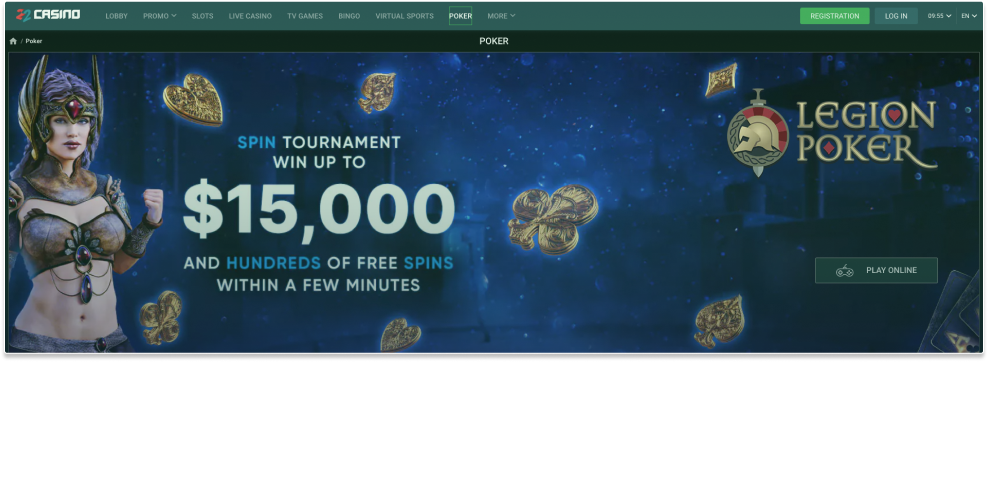 22 CASINO
LOBBY PROMO SLOTS LIVE CASINO TV GAMES BINGO VIRTUAL SPORTS POKER MORE REGISTRATION LOG IN 09:55 EN
/ Poker
POKER
SPIN TOURNAMENT
WIN UP TO
$15,000
AND HUNDREDS OF FREE SPINS
WITHIN A FEW MINUTES
LEGION
POKER
PLAY ONLINE